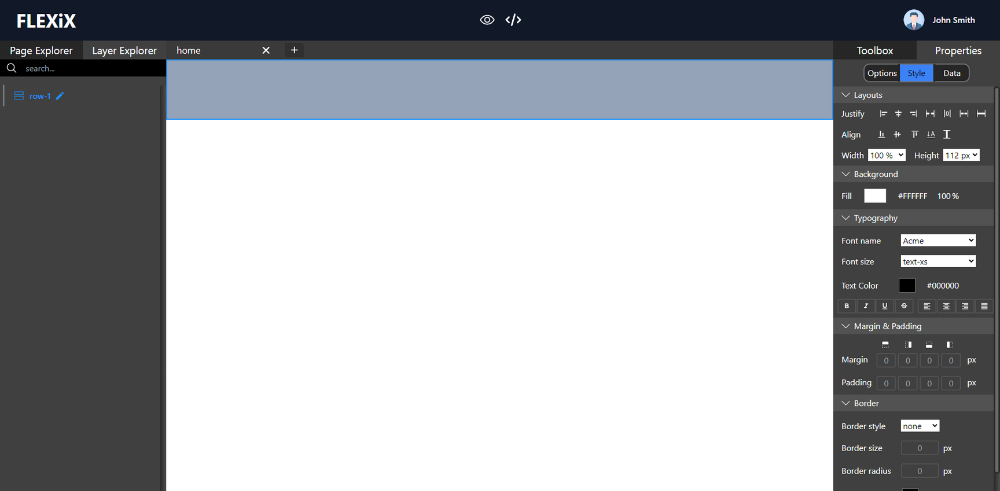 FLEXiX
John Smith
Page Explorer
Layer Explorer
home
+
search...
row-1
Toolbox
Properties
Options
Style
Data
Layouts
Justify
Align
Width 100 % Height 112 px
Background
Fill #FFFFFF 100 %
Typography
Font name Acme
Font size text-xs
Text Color #000000
B I U S
Margin & Padding
Margin 0 0 0 0 px
Padding 0 0 0 0 px
Border
Border style none
Border size 0 px
Border radius 0 px